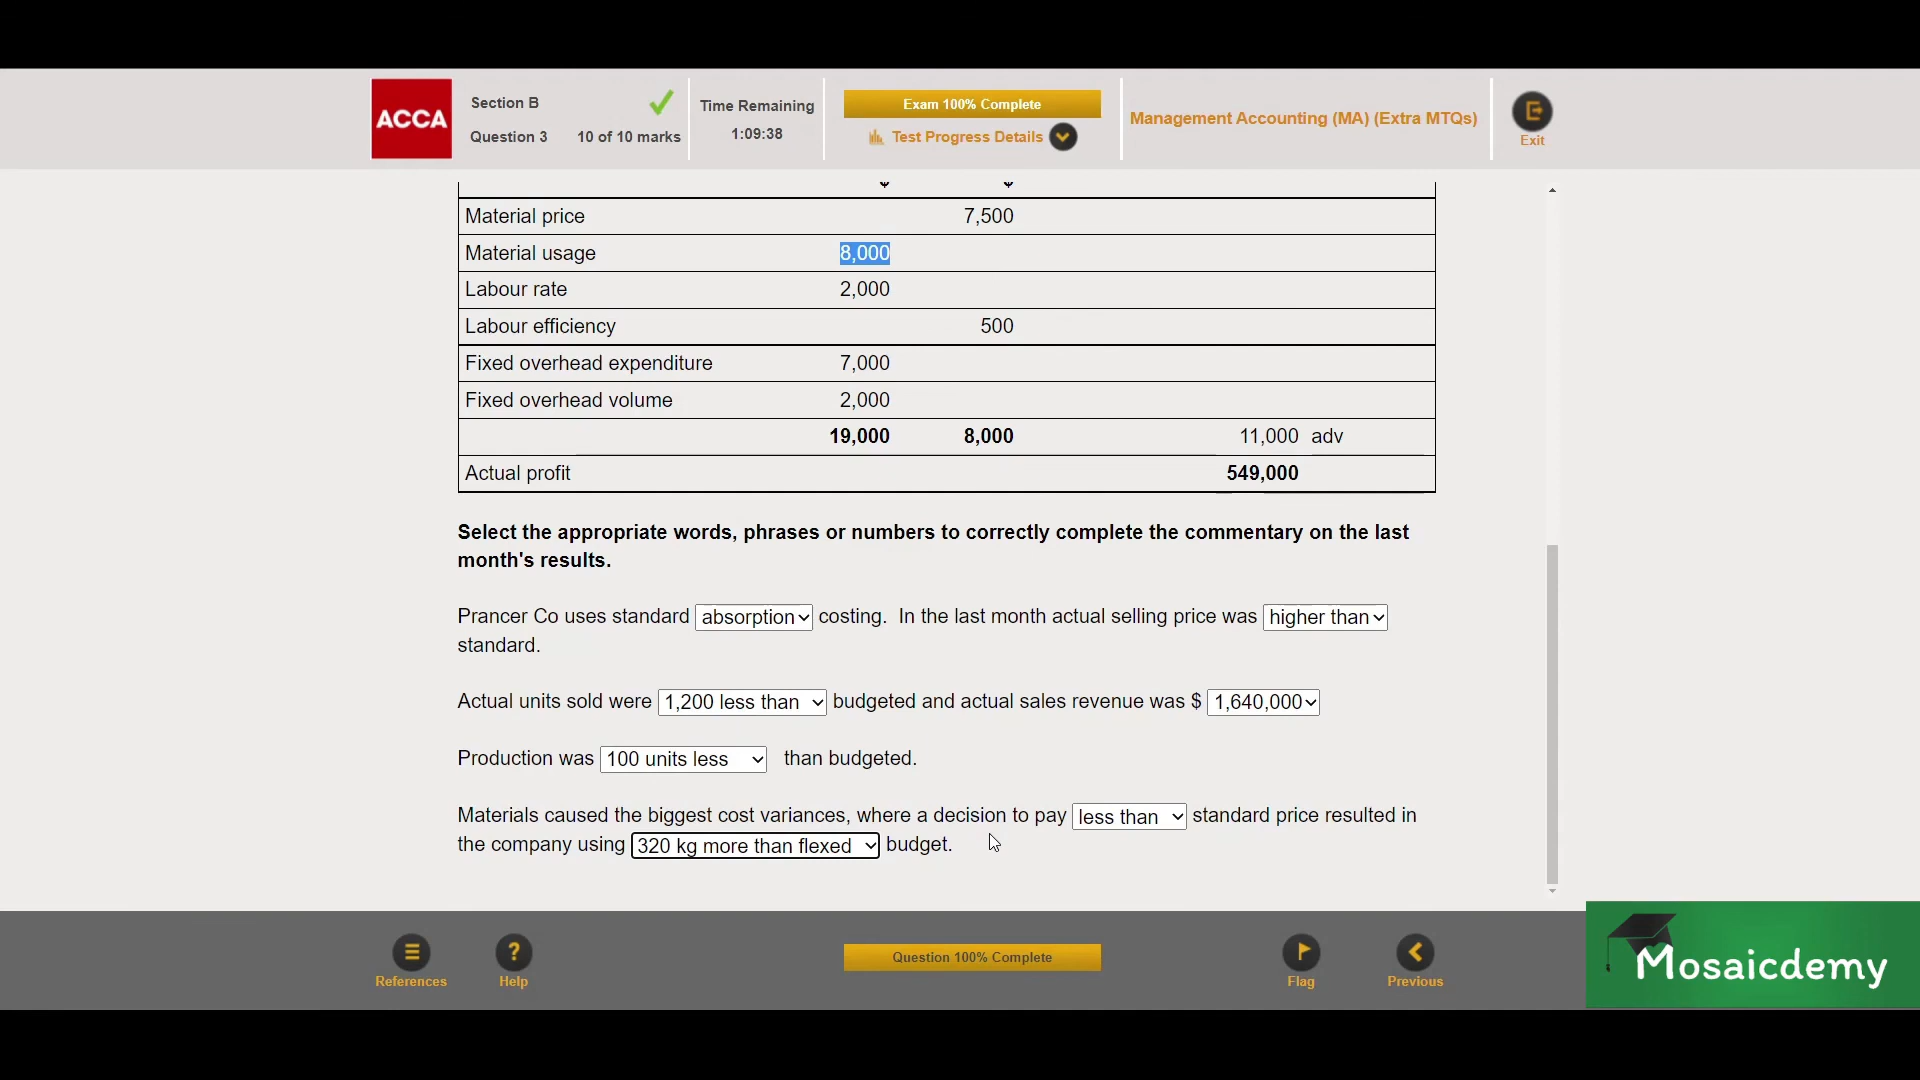 ACCA
Section B
Question 3 10 of 10 marks
Time Remaining
1:09:38
Exam 100% Complete
Test Progress Details
Management Accounting (MA) (Extra MTQs)
Exit
$ $
Material price 7,500
Material usage 8,000
Labour rate 2,000
Labour efficiency 500
Fixed overhead expenditure 7,000
Fixed overhead volume 2,000
19,000 8,000 11,000 adv
Actual profit 549,000
Select the appropriate words, phrases or numbers to correctly complete the commentary on the last
month's results.
Prancer Co uses standard absorption costing. In the last month actual selling price was higher than
standard.
Actual units sold were 1,200 less than budgeted and actual sales revenue was $ 1,640,000
Production was 100 units less than budgeted.
Materials caused the biggest cost variances, where a decision to pay less than standard price resulted in
the company using 320 kg more than flexed budget.
References
? Help
Question 100% Complete
Flag
Previous
Mosaicdemy